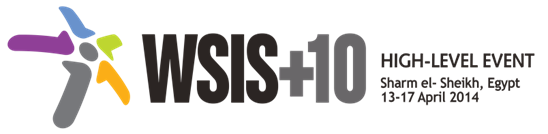 WSIS+10
HIGH-LEVEL EVENT
Sharm el- Sheikh, Egypt
13-17 April 2014